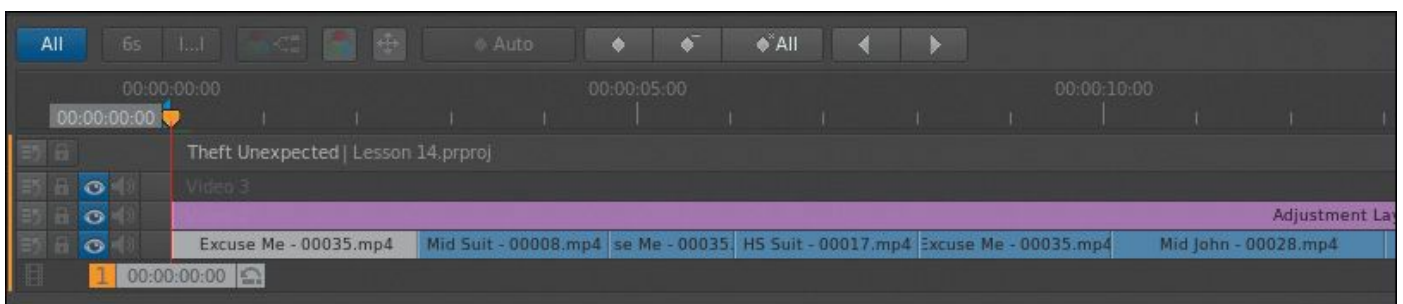 All 6s I...I Auto All
00:00:00:00 00:00:05:00 00:00:10:00
00:00:00:00
Theft Unexpected | Lesson 14.prproj
Video 3
Adjustment Lay
Excuse Me - 00035.mp4 Mid Suit - 00008.mp4 se Me - 00035. HS Suit - 00017.mp4 Excuse Me - 00035.mp4 Mid John - 00028.mp4
1 00:00:00:00